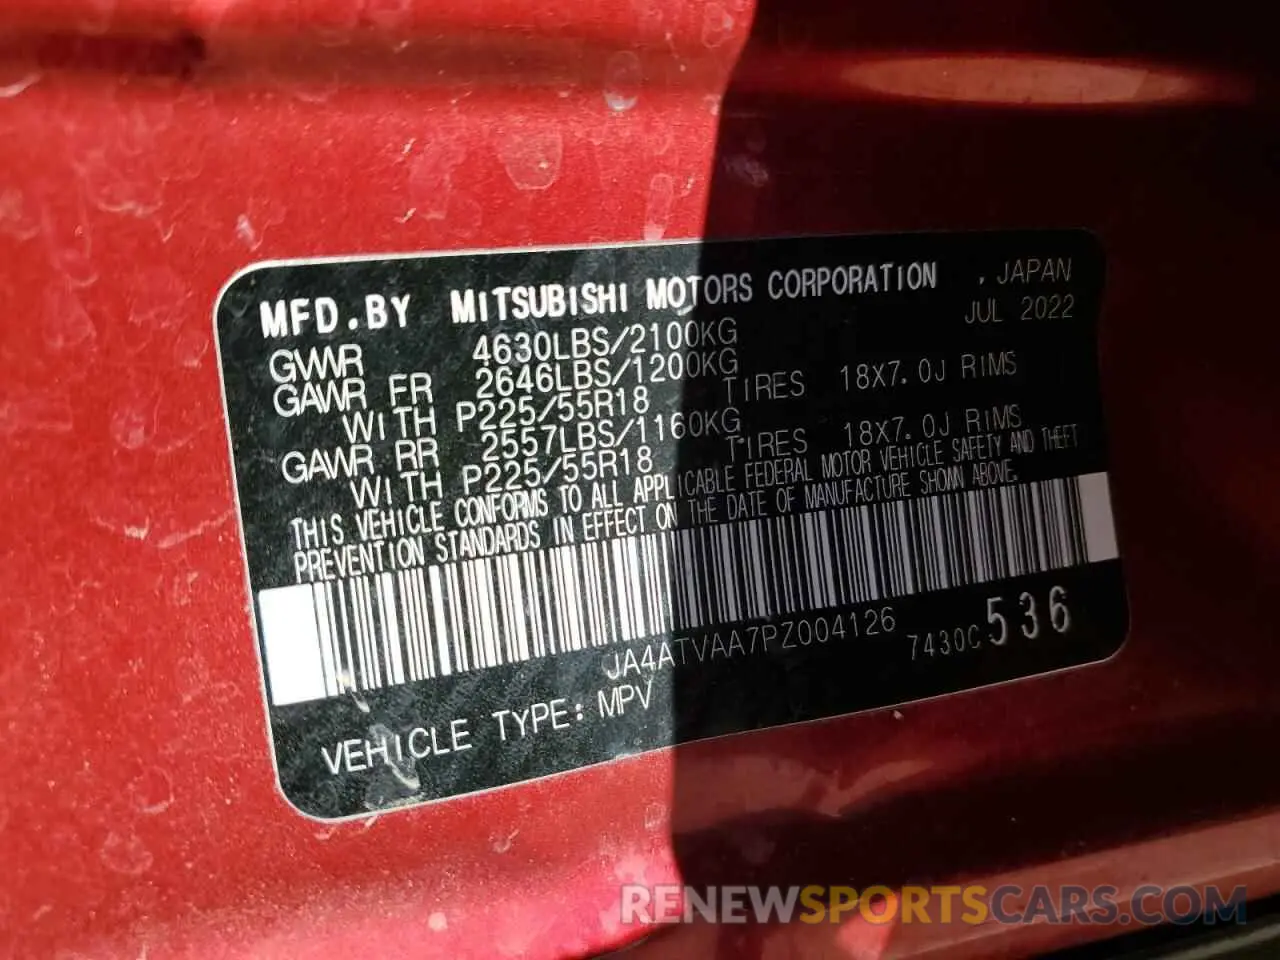 MFD.BY MITSUBISHI MOTORS CORPORATION , JAPAN
JUL 2022
GVWR 4630LBS/2100KG
GAWR FR 2646LBS/1200KG
WITH P225/55R18 TIRES 18X7.0J RIMS
GAWR RR 2557LBS/1160KG
WITH P225/55R18 TIRES 18X7.0J RIMS
THIS VEHICLE CONFORMS TO ALL APPLICABLE FEDERAL MOTOR VEHICLE SAFETY AND THEFT
PREVENTION STANDARDS IN EFFECT ON THE DATE OF MANUFACTURE SHOWN ABOVE.
JA4ATVAA7PZ004126 7430C 536
VEHICLE TYPE: MPV
RENEWSPORTSCARS.COM